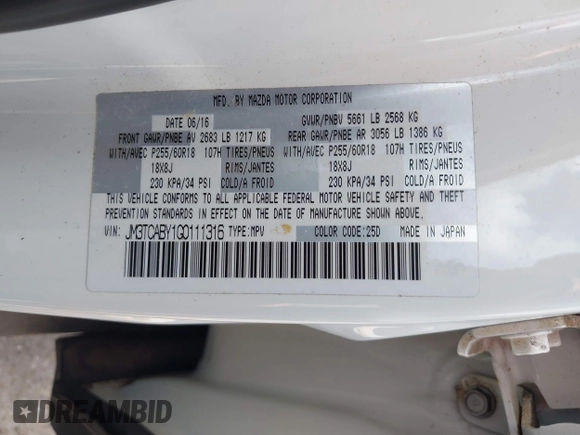 MFD. BY MAZDA MOTOR CORPORATION
DATE 06/16 GVWR/PNBV 5661 LB 2568 KG
FRONT GAWR/PNBE AV 2683 LB 1217 KG REAR GAWR/PNBE AR 3056 LB 1386 KG
WITH/AVEC P255/60R18 107H TIRES/PNEUS WITH/AVEC P255/60R18 107H TIRES/PNEUS
18X8J RIMS/JANTES 18X8J RIMS/JANTES
230 KPA/34 PSI COLD/A FROID 230 KPA/34 PSI COLD/A FROID
THIS VEHICLE CONFORMS TO ALL APPLICABLE FEDERAL MOTOR VEHICLE SAFETY AND THEFT
PREVENTION STANDARDS IN EFFECT ON THE DATE OF MANUFACTURE SHOWN ABOVE.
VIN: JM3TCABY1G0111316 TYPE:MPV COLOR CODE:25D MADE IN JAPAN
DREAMBID